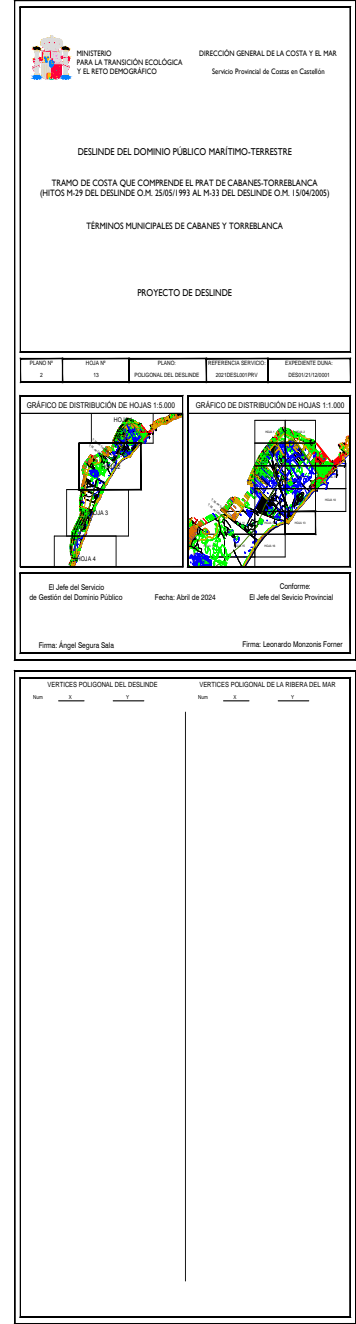 MINISTERIO
PARA LA TRANSICIÓN ECOLÓGICA
Y EL RETO DEMOGRÁFICO
DIRECCIÓN GENERAL DE LA COSTA Y EL MAR
Servicio Provincial de Costas en Castellón
DESLINDE DEL DOMINIO PÚBLICO MARÍTIMO-TERRESTRE
TRAMO DE COSTA QUE COMPRENDE EL PRAT DE CABANES-TORREBLANCA
(HITOS M-29 DEL DESLINDE O.M. 25/05/1993 AL M-33 DEL DESLINDE O.M. 15/04/2005)
TÉRMINOS MUNICIPALES DE CABANES Y TORREBLANCA
PROYECTO DE DESLINDE
PLANO Nº HOJA Nº PLANO: REFERENCIA SERVICIO: EXPEDIENTE DUNA:
2 13 POLIGONAL DEL DESLINDE 2021DESL001PRV DES01/21/12/0001
GRÁFICO DE DISTRIBUCIÓN DE HOJAS 1:5.000
HOJA 3
HOJA 4
GRÁFICO DE DISTRIBUCIÓN DE HOJAS 1:1.000
El Jefe del Servicio
de Gestión del Dominio Público
Fecha: Abril de 2024
Conforme:
El Jefe del Sevicio Provincial
Firma: Ángel Segura Sala
Firma: Leonardo Monzonis Forner
VERTICES POLIGONAL DEL DESLINDE
Num X Y
VERTICES POLIGONAL DE LA RIBERA DEL MAR
Num X Y